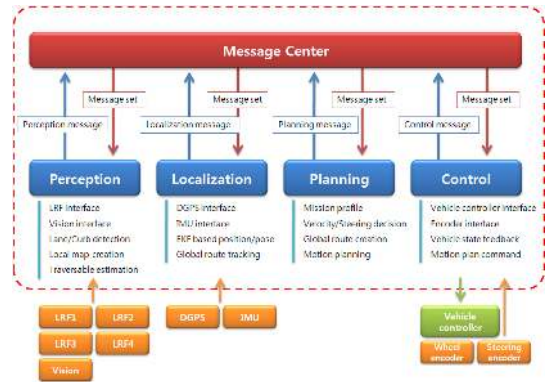 Message Center
Message set
Message set
Message set
Message set
Perception message
Localization message
Planning message
Control message
Perception
Localization
Planning
Control
LRF interface
Vision interface
Lane/Curb detection
Local map creation
Traversable estimation
DGPS interface
IMU interface
EKF based position/pose
Global route tracking
Mission profile
Verocity/Steering decision
Global route creation
Motion planning
Vehicle controller interface
Encoder interface
Vehicle state feedback
Motion plan command
LRF1
LRF2
LRF3
LRF4
Vision
DGPS
IMU
Vehicle
controller
Wheel
encoder
Steering
encoder